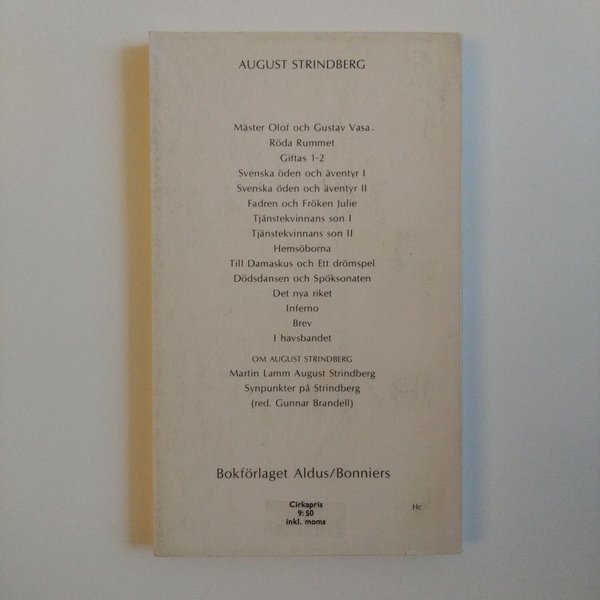 AUGUST STRINDBERG
Mäster Olof och Gustav Vasa.
Röda Rummet
Giftas 1-2
Svenska öden och äventyr I
Svenska öden och äventyr II
Fadren och Fröken Julie
Tjänstekvinnans son I
Tjänstekvinnans son II
Hemsöborna
Till Damaskus och Ett drömspel
Dödsdansen och Spöksonaten
Det nya riket
Inferno
Brev
I havsbandet
OM AUGUST STRINDBERG
Martin Lamm August Strindberg
Synpunkter på Strindberg
(red. Gunnar Brandell)
Bokförlaget Aldus/Bonniers
Cirkapris
9:50
inkl. moms
Hc